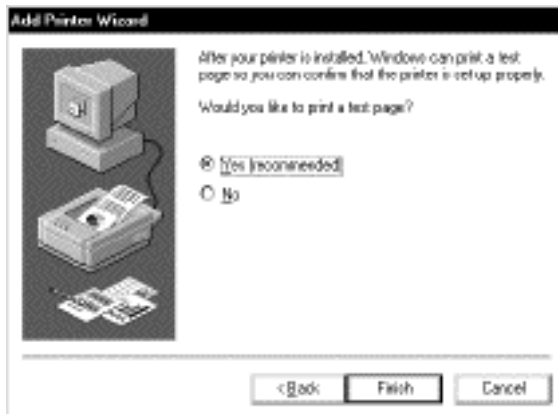 Add Printer Wizard
After your printer is installed, Windows can print a test
page so you can confirm that the printer is set up properly.
Would you like to print a test page?
Yes (recommended)
No
< Back
Finish
Cancel